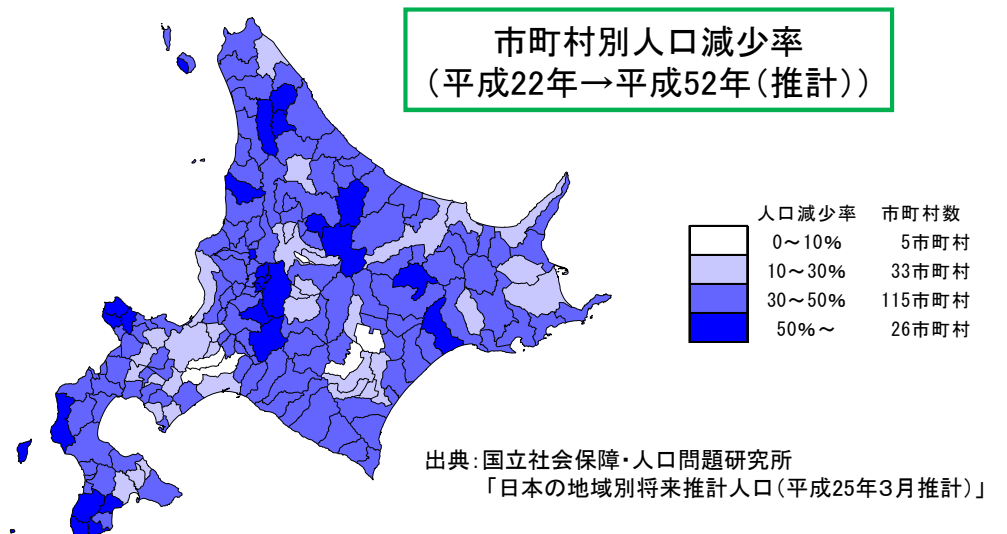 市町村別人口減少率
（平成22年→平成52年（推計））
人口減少率　市町村数
0～10%　5市町村
10～30%　33市町村
30～50%　115市町村
50%～　26市町村
出典：国立社会保障・人口問題研究所
「日本の地域別将来推計人口（平成25年３月推計）」